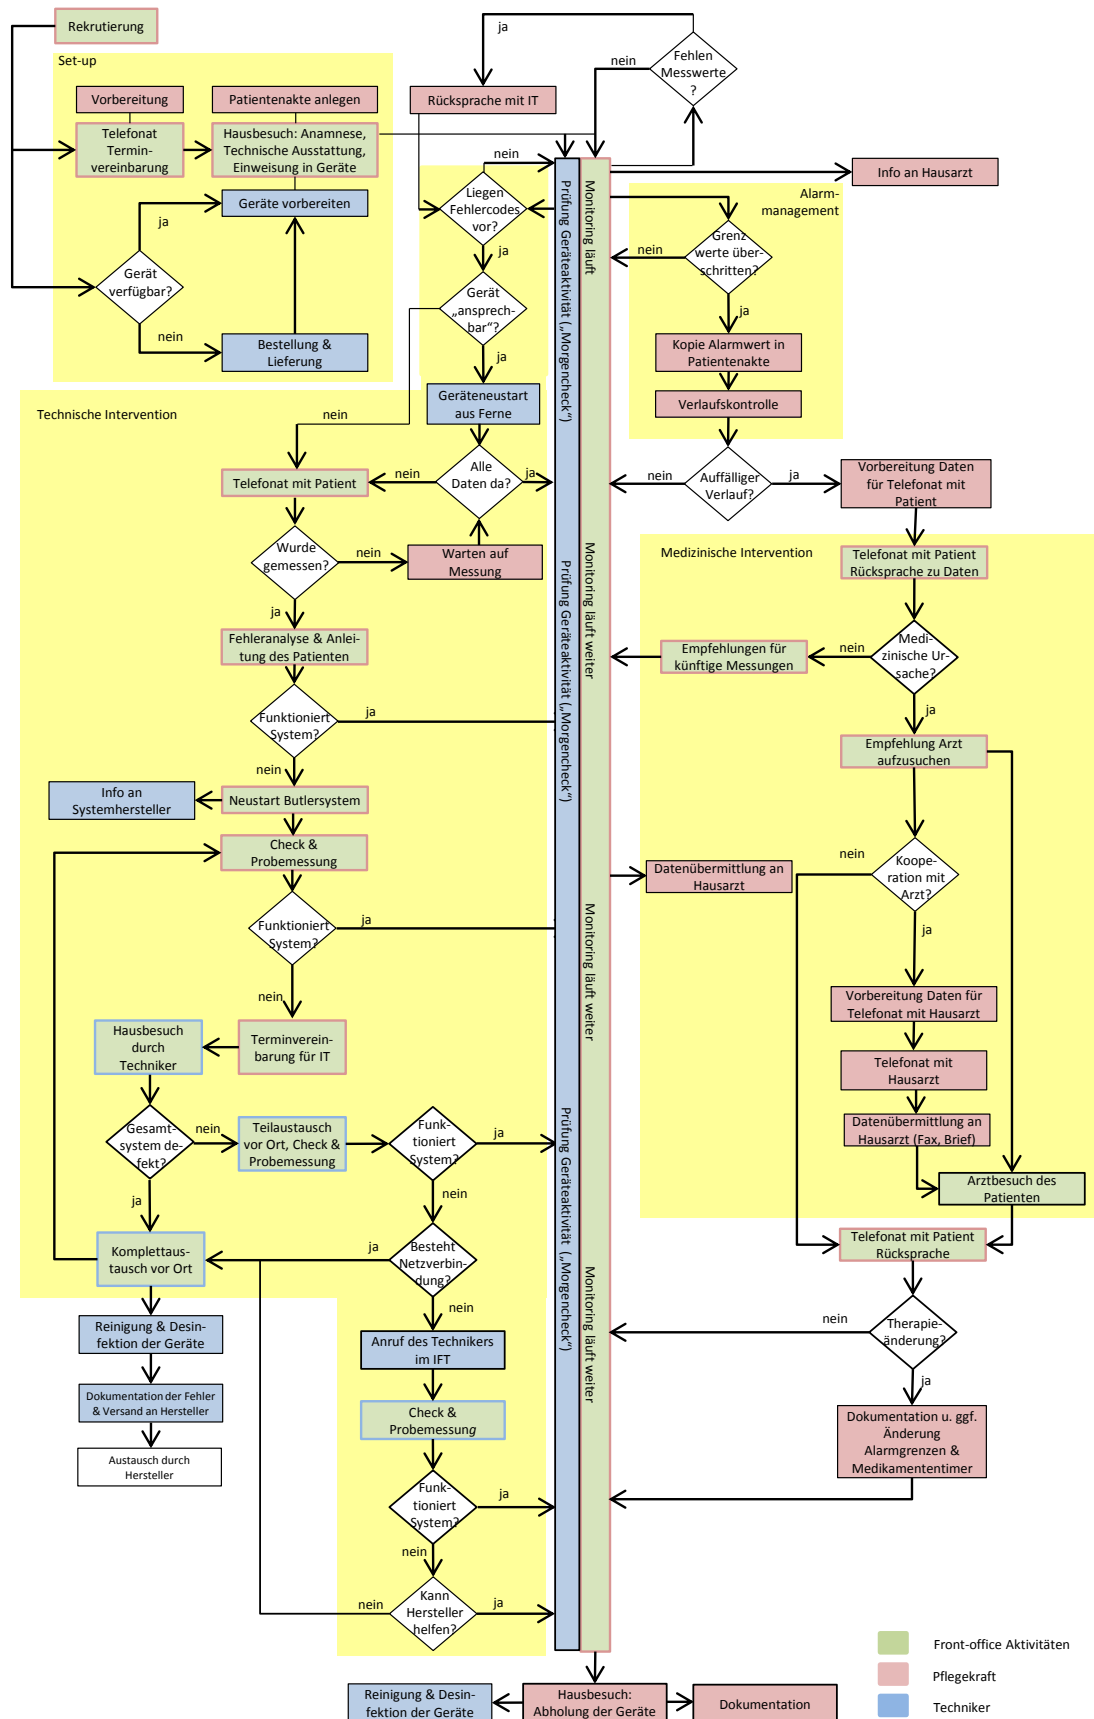 Rekrutierung
Set-up
Vorbereitung
Patientenakte anlegen
Telefonat
Termin-
vereinbarung
Hausbesuch: Anamnese,
Technische Ausstattung,
Einweisung in Geräte
Geräte vorbereiten
ja
Gerät
verfügbar?
nein
Bestellung &
Lieferung
ja
Rücksprache mit IT
Fehlen
Messwerte
?
nein
nein
Liegen
Fehlercodes
vor?
ja
Gerät
„ansprech-
bar“?
ja
Geräteneustart
aus Ferne
Info an Hausarzt
Alarm-
management
Grenz
werte über-
schritten?
nein
ja
Kopie Alarmwert in
Patientenakte
Verlaufskontrolle
Prüfung Geräteaktivität („Morgencheck“)
Monitoring läuft
Technische Intervention
nein
Telefonat mit Patient
nein
Alle
Daten da?
ja
nein
Auffälliger
Verlauf?
ja
Vorbereitung Daten
für Telefonat mit
Patient
Wurde
gemessen?
nein
Warten auf
Messung
ja
Fehleranalyse & Anlei-
tung des Patienten
Funktioniert
System?
ja
nein
Prüfung Geräteaktivität („Morgencheck“)
Monitoring läuft weiter
Medizinische Intervention
Telefonat mit Patient
Rücksprache zu Daten
Medi-
zinische Ur-
sache?
nein
Empfehlungen für
künftige Messungen
ja
Empfehlung Arzt
aufzusuchen
Info an
Systemhersteller
Neustart Butlersystem
Check &
Probemessung
Funktioniert
System?
ja
nein
Datenübermittlung an
Hausarzt
nein
Koope-
ration mit
Arzt?
ja
Monitoring läuft weiter
Vorbereitung Daten für
Telefonat mit Hausarzt
Telefonat mit
Hausarzt
Datenübermittlung an
Hausarzt (Fax, Brief)
Arztbesuch des
Patienten
Hausbesuch
durch
Techniker
Terminverein-
barung für IT
Gesamt-
system de-
fekt?
nein
Teilaustausch
vor Ort, Check &
Probemessung
Funk-
tioniert
System?
ja
nein
ja
Komplettaus-
tausch vor Ort
ja
Besteht
Netzverbin-
dung?
nein
Prüfung Geräteaktivität („Morgencheck“)
Monitoring läuft weiter
Telefonat mit Patient
Rücksprache
nein
Therapie-
änderung?
ja
Dokumentation u. ggf.
Änderung
Alarmgrenzen &
Medikamententimer
Reinigung & Desin-
fektion der Geräte
Dokumentation der Fehler
& Versand an Hersteller
Austausch durch
Hersteller
Anruf des Technikers
im IFT
Check &
Probemessung
Funk-
tioniert
System?
ja
nein
nein
Kann
Hersteller
helfen?
ja
Reinigung & Desin-
fektion der Geräte
Hausbesuch:
Abholung der Geräte
Dokumentation
Front-office Aktivitäten
Pflegekraft
Techniker